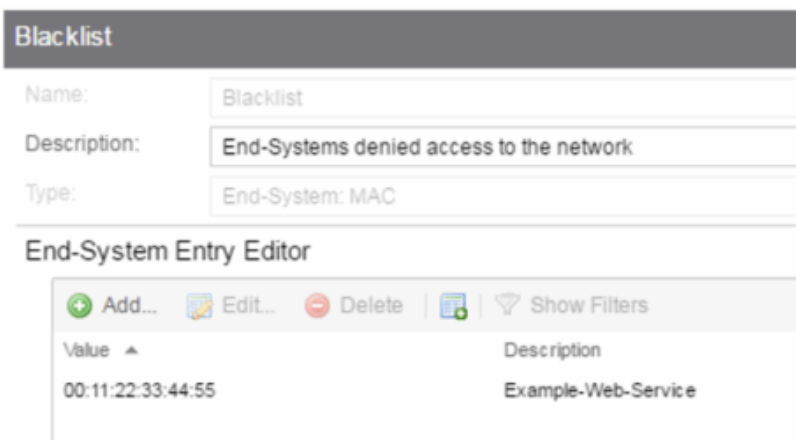 Blacklist
Name: Blacklist
Description: End-Systems denied access to the network
Type: End-System: MAC
End-System Entry Editor
Add... Edit... Delete Show Filters
Value Description
00:11:22:33:44:55 Example-Web-Service